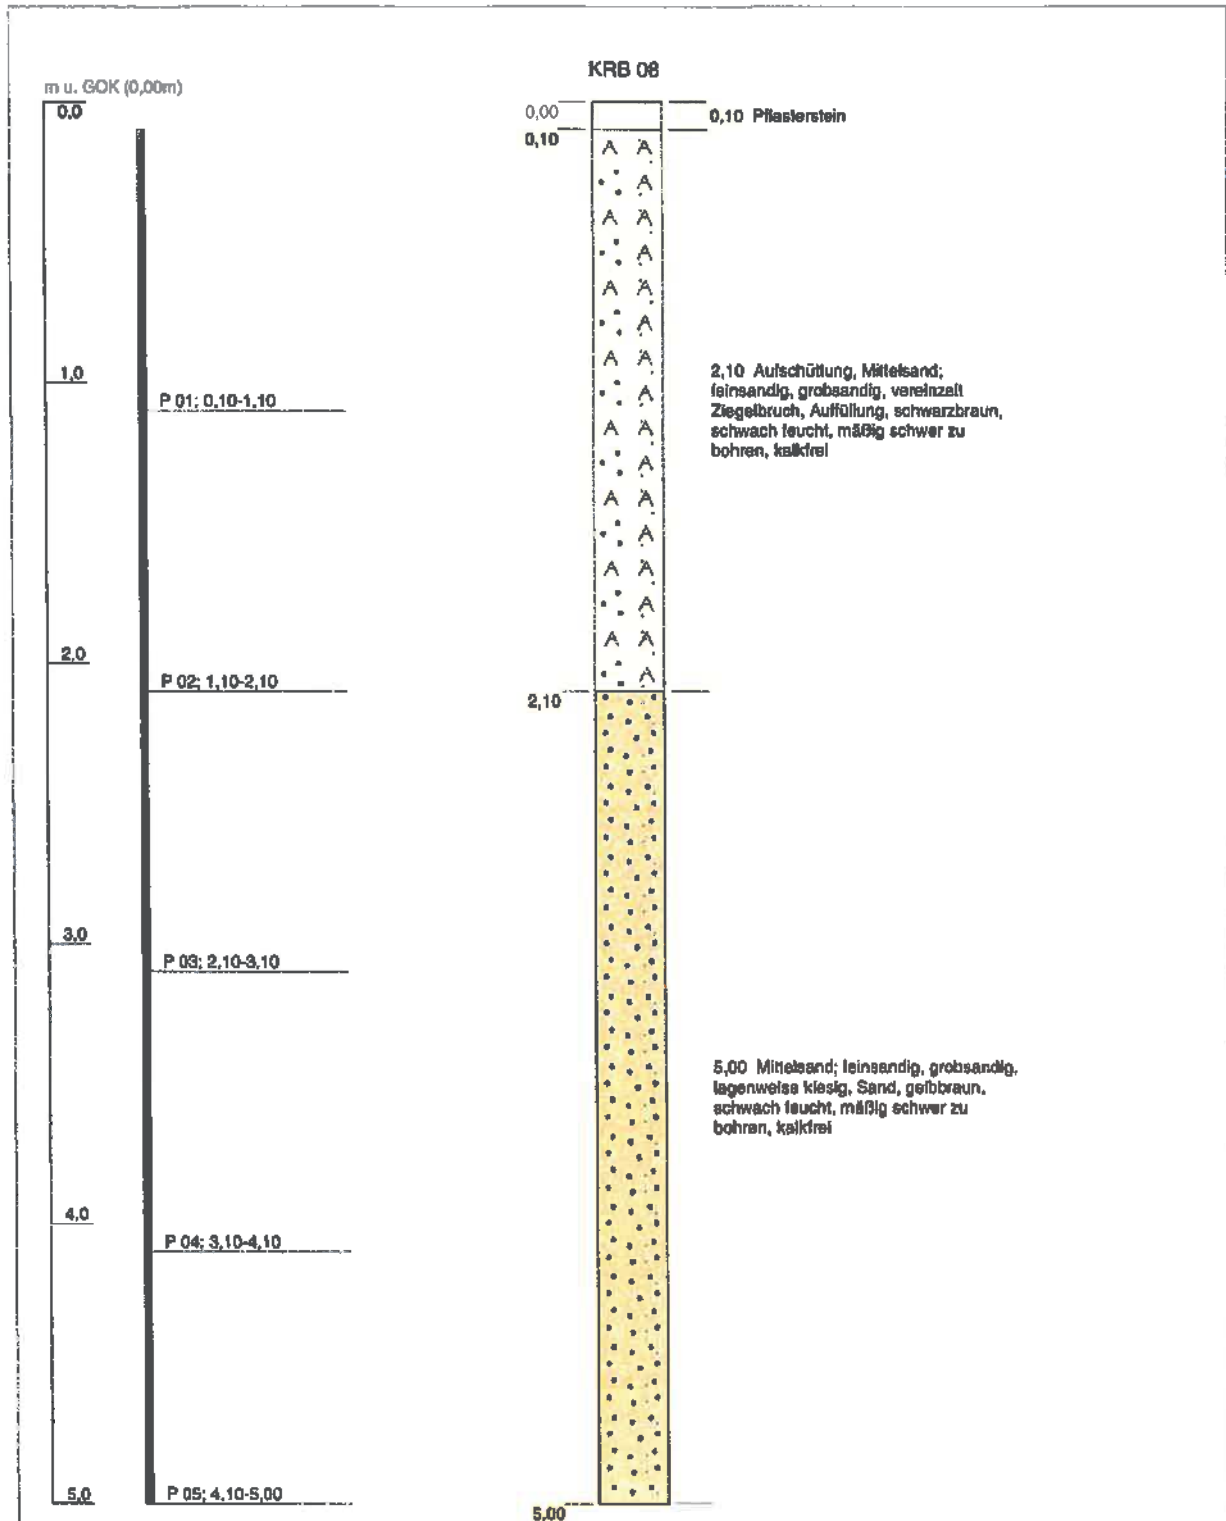 KRB 08
m u. GOK (0,00m)
0,0
0,00
0,10 Pflasterstein
0,10
1,0
P 01; 0,10-1,10
2,10 Aufschüttung, Mittelsand;
feinsandig, grobsandig, vereinzelt
Ziegelbruch, Auffüllung, schwarzbraun,
schwach feucht, mäßig schwer zu
bohren, kalkfrei
2,0
P 02; 1,10-2,10
2,10
3,0
P 03; 2,10-3,10
5,00 Mittelsand; feinsandig, grobsandig,
lagenweise kiesig, Sand, gelbbraun,
schwach feucht, mäßig schwer zu
bohren, kalkfrei
4,0
P 04; 3,10-4,10
5,0
P 05; 4,10-5,00
5,00